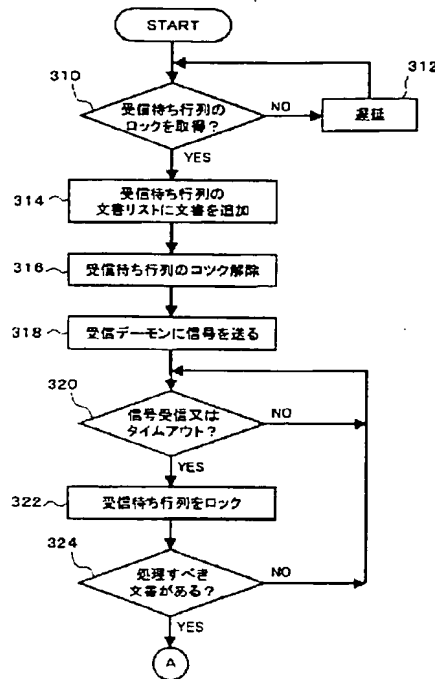 START
310
受信待ち行列の
ロックを取得？
NO
312
遅延
YES
314
受信待ち行列の
文書リストに文書を追加
316
受信待ち行列のコツク解除
318
受信デーモンに信号を送る
320
信号受信又は
タイムアウト？
NO
YES
322
受信待ち行列をロック
324
処理すべき
文書がある？
NO
YES
A